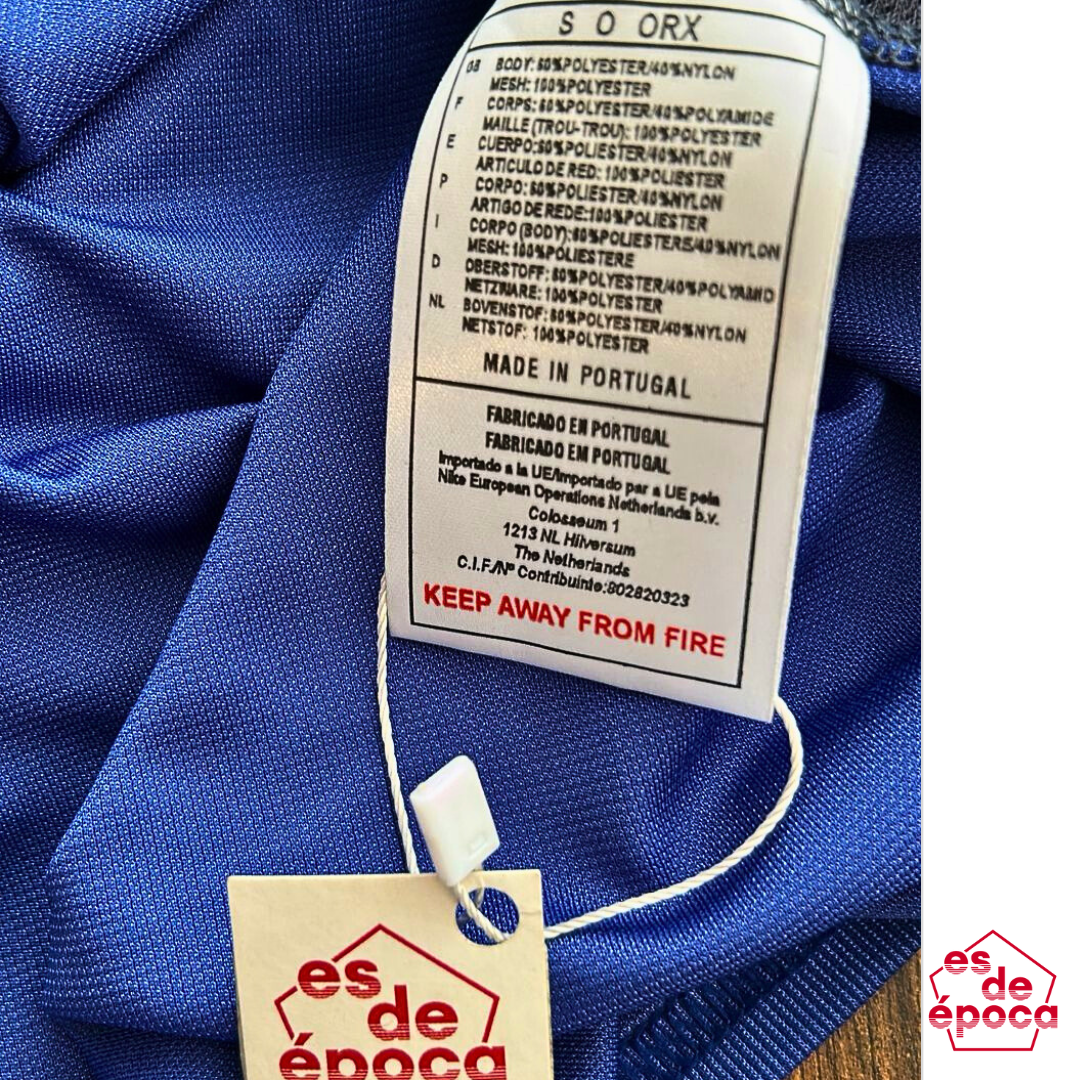 S O ORX
GB BODY: 60%POLYESTER/40%NYLON
MESH: 100%POLYESTER
F CORPS: 60%POLYESTER/40%POLYAMIDE
MAILLE (TROU-TROU): 100%POLYESTER
E CUERPO:60%POLIESTER/40%NYLON
ARTICULO DE RED: 100%POLIESTER
P CORPO: 60%POLIESTER/40%NYLON
ARTIGO DE REDE:100%POLIESTER
I CORPO (BODY):60%POLIESTERE/40%NYLON
MESH: 100%POLIESTERE
D OBERSTOFF: 60%POLYESTER/40%POLYAMID
NETZWARE: 100%POLYESTER
NL BOVENSTOF: 60%POLYESTER/40%NYLON
NETSTOF: 100%POLYESTER
MADE IN PORTUGAL
FABRICADO EN PORTUGAL
FABRICADO EM PORTUGAL
Importado a la UE/Importado par a UE pela
Nike European Operations Netherlands b.v.
Colosseum 1
1213 NL Hilversum
The Netherlands
C.I.F./Nº Contribuinte:802820323
KEEP AWAY FROM FIRE
es
de
época
es
de
época